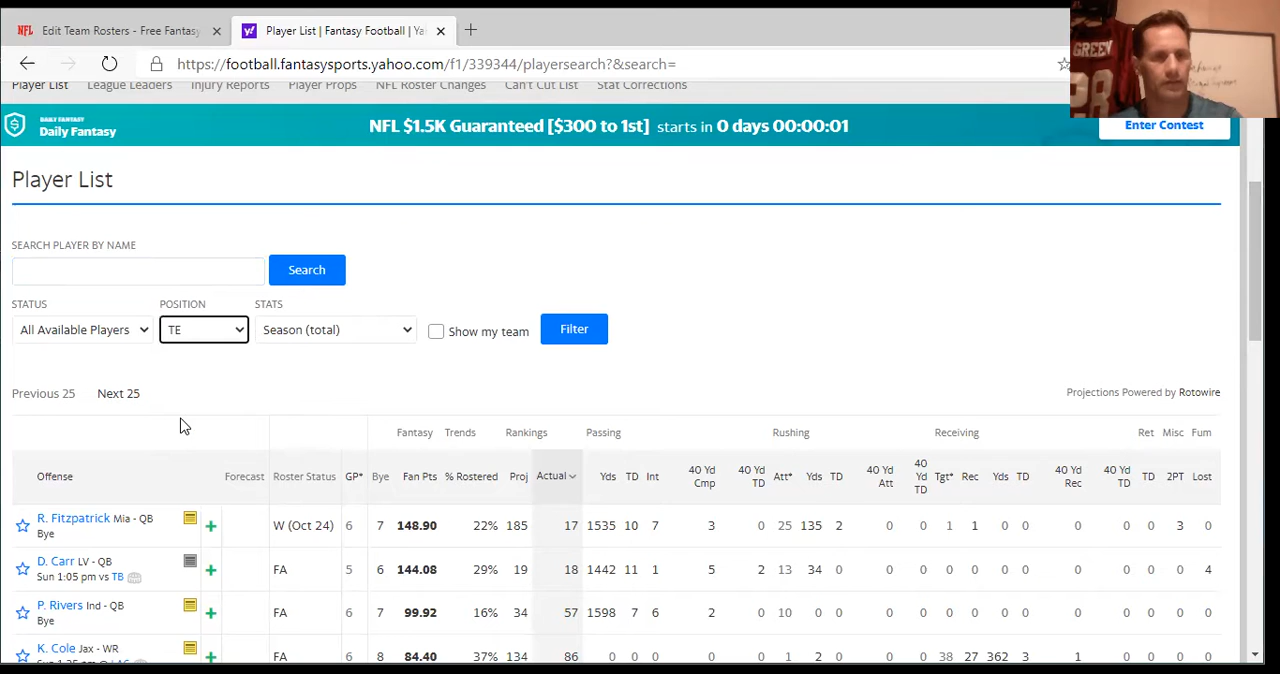 Edit Team Rosters - Free Fantasy
Player List | Fantasy Football | Ya
https://football.fantasysports.yahoo.com/f1/339344/playersearch?&search=
Player List League Leaders Injury Reports Player Props NFL Roster Changes Can't Cut List Stat Corrections
DAILY FANTASY
Daily Fantasy
NFL $1.5K Guaranteed [$300 to 1st] starts in 0 days 00:00:01
Enter Contest
GREEN
28
Player List
SEARCH PLAYER BY NAME
Search
STATUS POSITION STATS
All Available Players TE Season (total) Show my team Filter
Previous 25 Next 25 Projections Powered by Rotowire
Fantasy Trends Rankings Passing Rushing Receiving Ret Misc Fum
Offense Forecast Roster Status GP* Bye Fan Pts % Rostered Proj Actual Yds TD Int 40 Yd Cmp 40 Yd TD Att* Yds TD 40 Yd Att 40 Yd TD Tgt* Rec Yds TD 40 Yd Rec 40 Yd TD TD 2PT Lost
R. Fitzpatrick Mia - QB W (Oct 24) 6 7 148.90 22% 185 17 1535 10 7 3 0 25 135 2 0 0 1 1 0 0 0 0 0 3 0
Bye
D. Carr LV - QB FA 5 6 144.08 29% 19 18 1442 11 1 5 2 13 34 0 0 0 0 0 0 0 0 0 0 0 4
Sun 1:05 pm vs TB
P. Rivers Ind - QB FA 6 7 99.92 16% 34 57 1598 7 6 2 0 10 0 0 0 0 0 0 0 0 0 0 0 0 0
Bye
K. Cole Jax - WR FA 6 8 84.40 37% 134 86 0 0 0 0 0 1 2 0 0 0 38 27 362 3 1 0 0 0 0
Sun 1:25 pm @ LAC